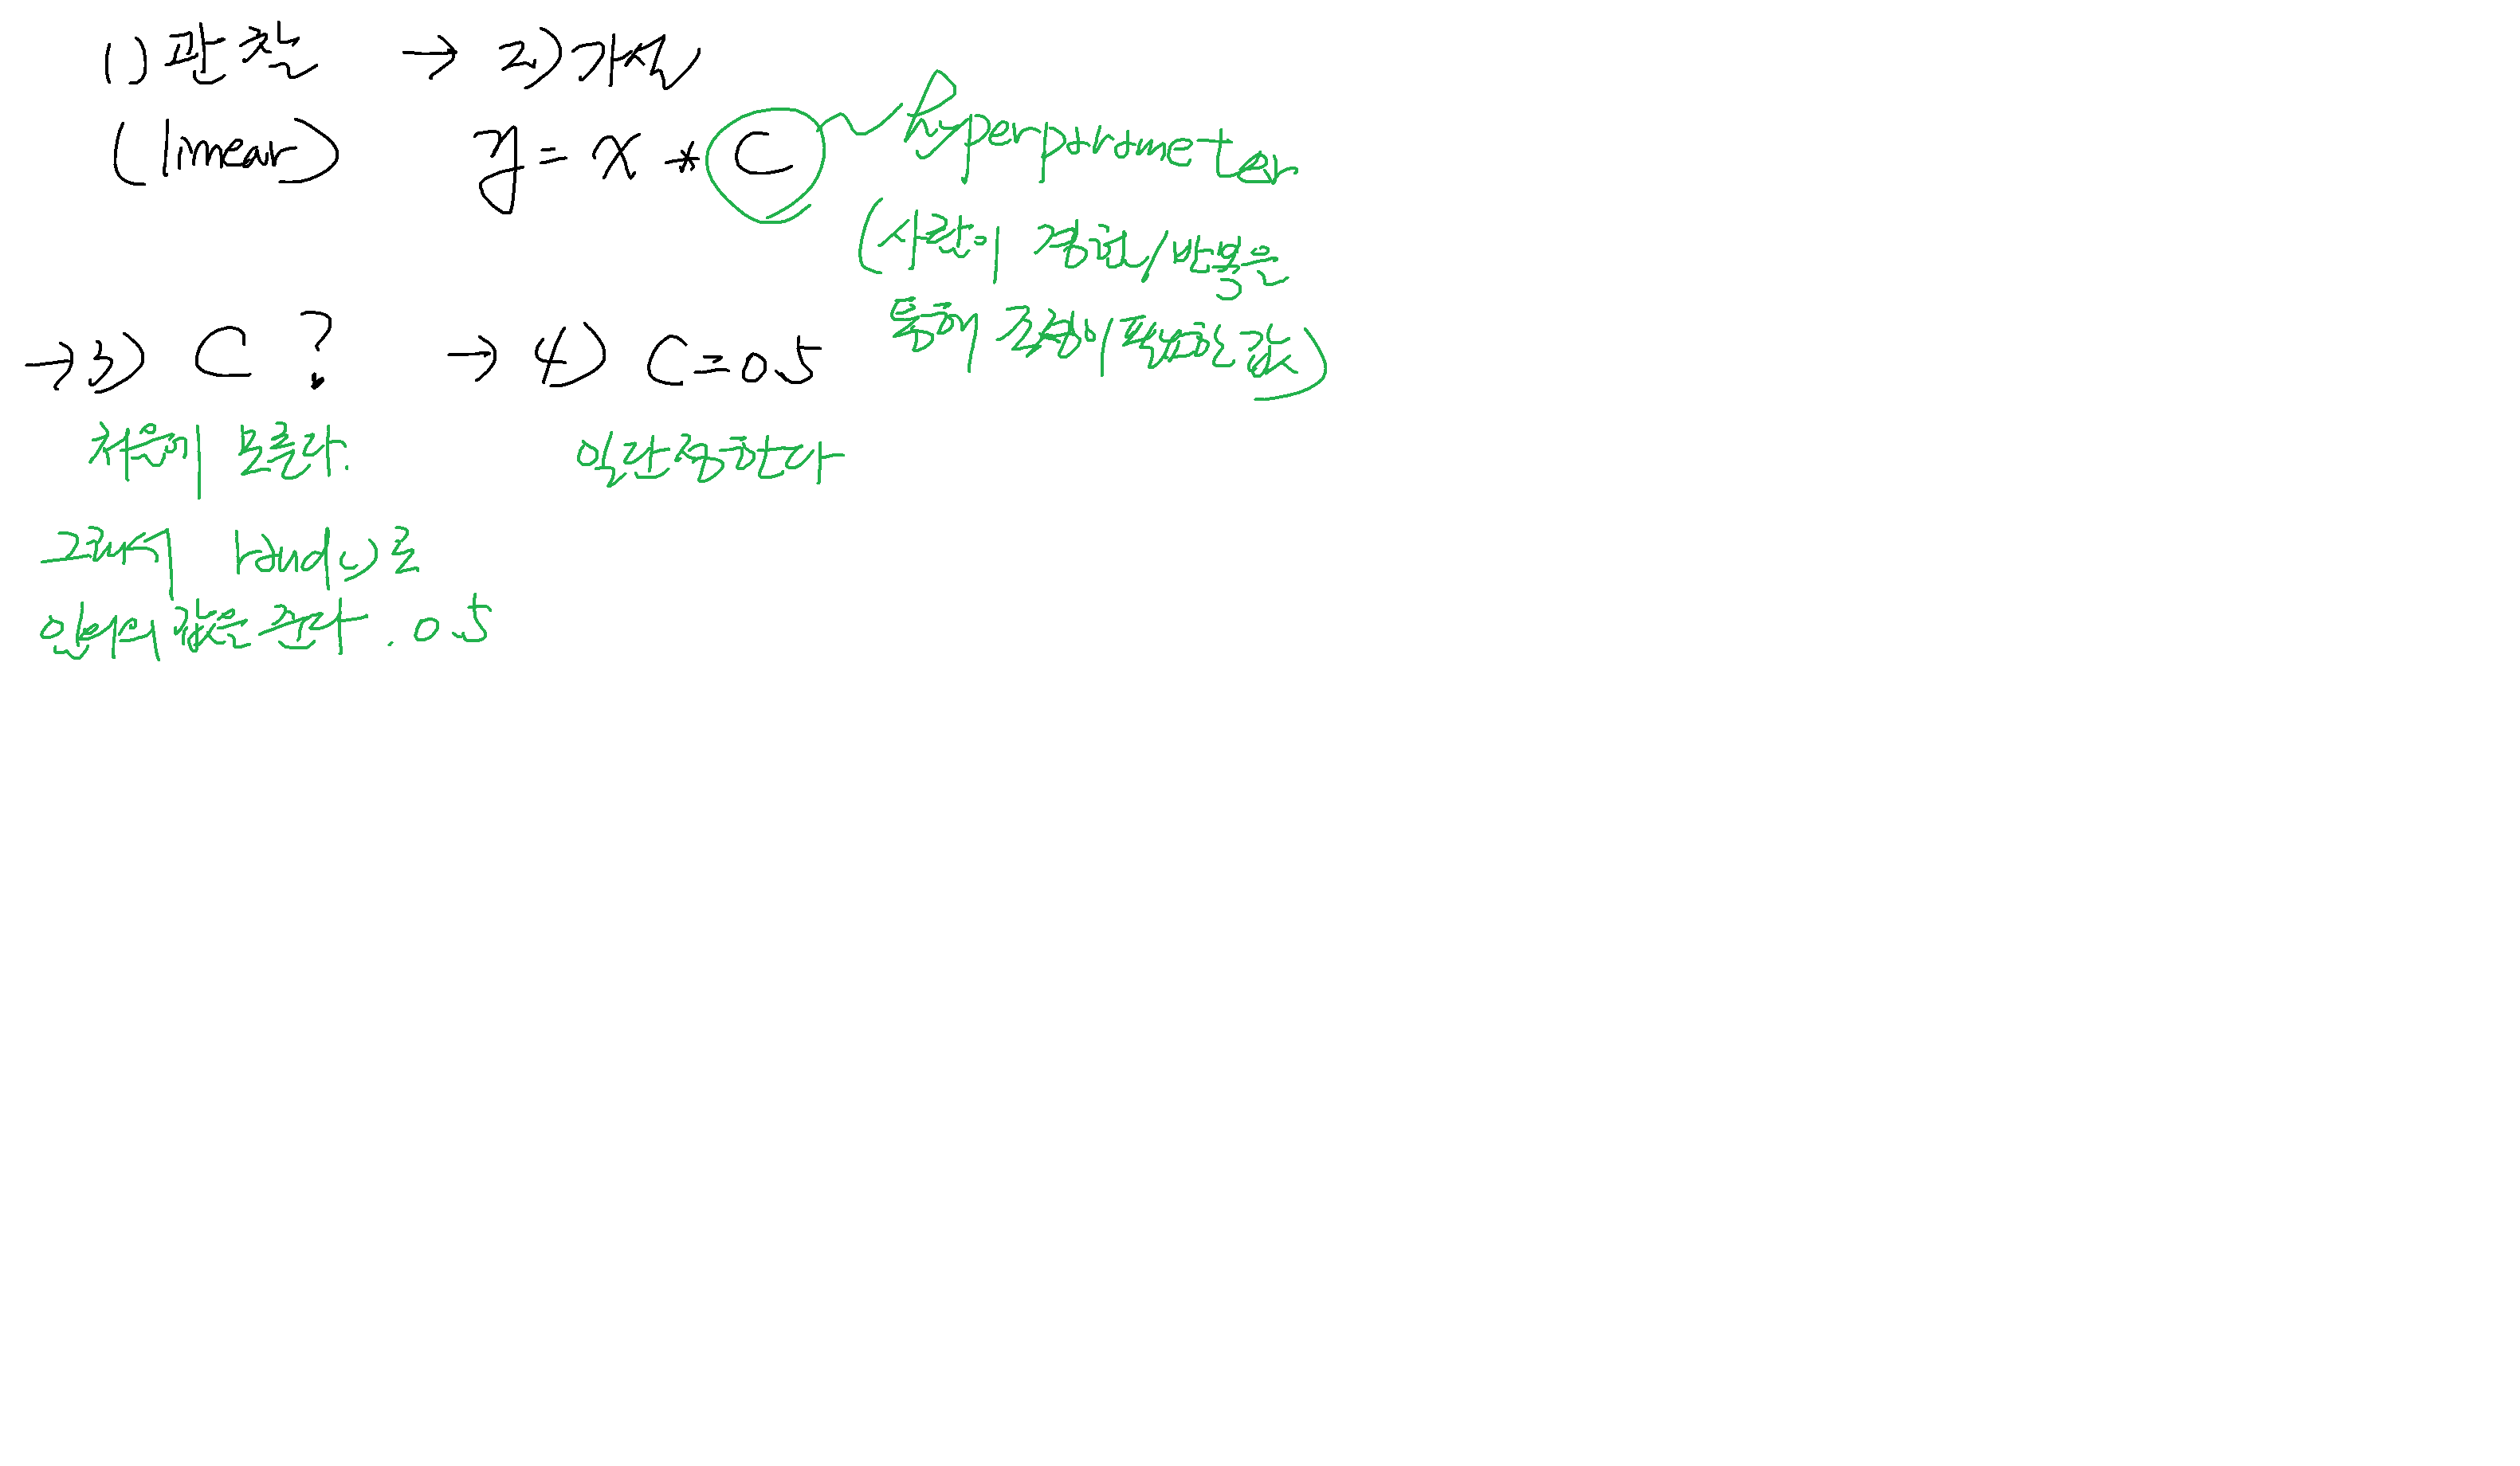 1) 관찰 → 2) 가설
(linear) y = x * C
hyperparameter
(사람이 경험, 반복을
통해 조정이 필요한 값)
→ 3) C ? → 4) C = 0.5
처음에 모른다.
일단 정한다
그래서 rand()로
임의의 값을 준다. 0.5